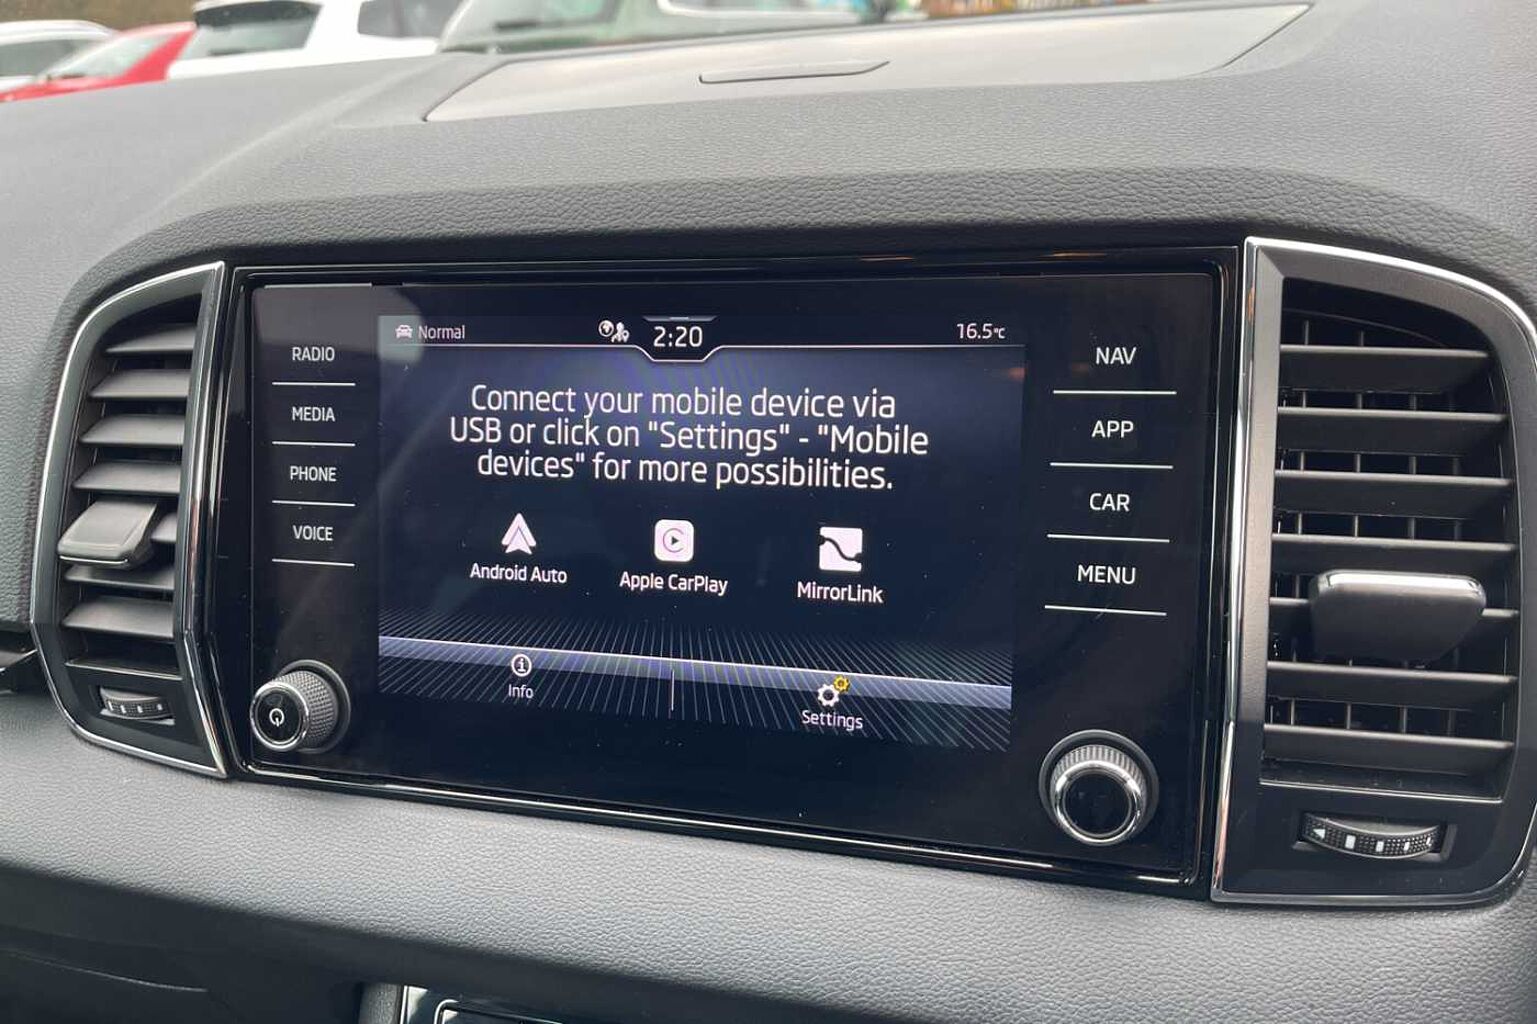 Normal
2:20
16.5°C
RADIO
MEDIA
PHONE
VOICE
Connect your mobile device via
USB or click on "Settings" - "Mobile
devices" for more possibilities.
Android Auto
Apple CarPlay
MirrorLink
Info
Settings
NAV
APP
CAR
MENU